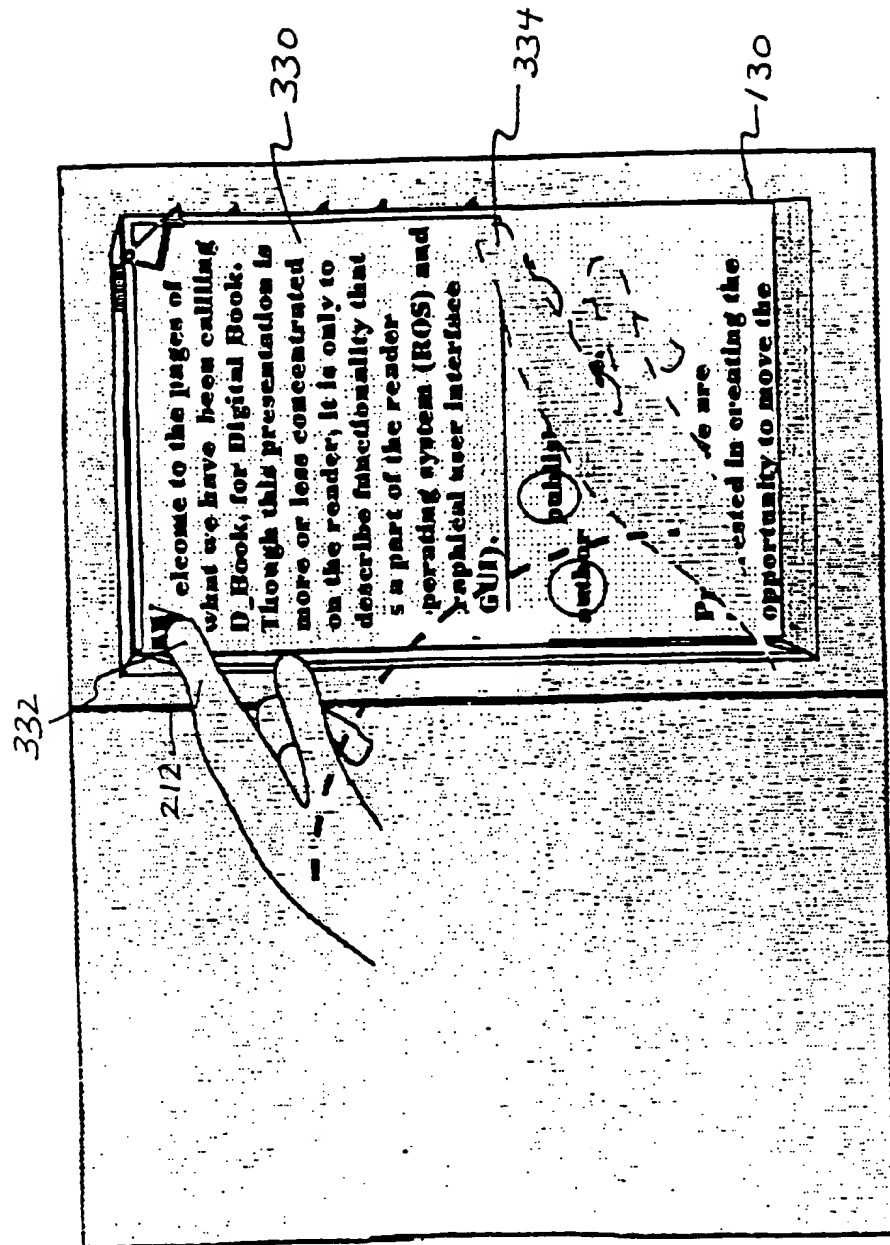 elcome to the pages of
what we have been callling
D_Book, for Digital Book.
Though this presentation is
more or less concentrated
on the reader, it is only to
describe functionality that
s a part of the reader
perating system (ROS) and
raphical user interface
GUI).
author
We are
ested in creating the
opportunity to move the
330
334
130
332
212